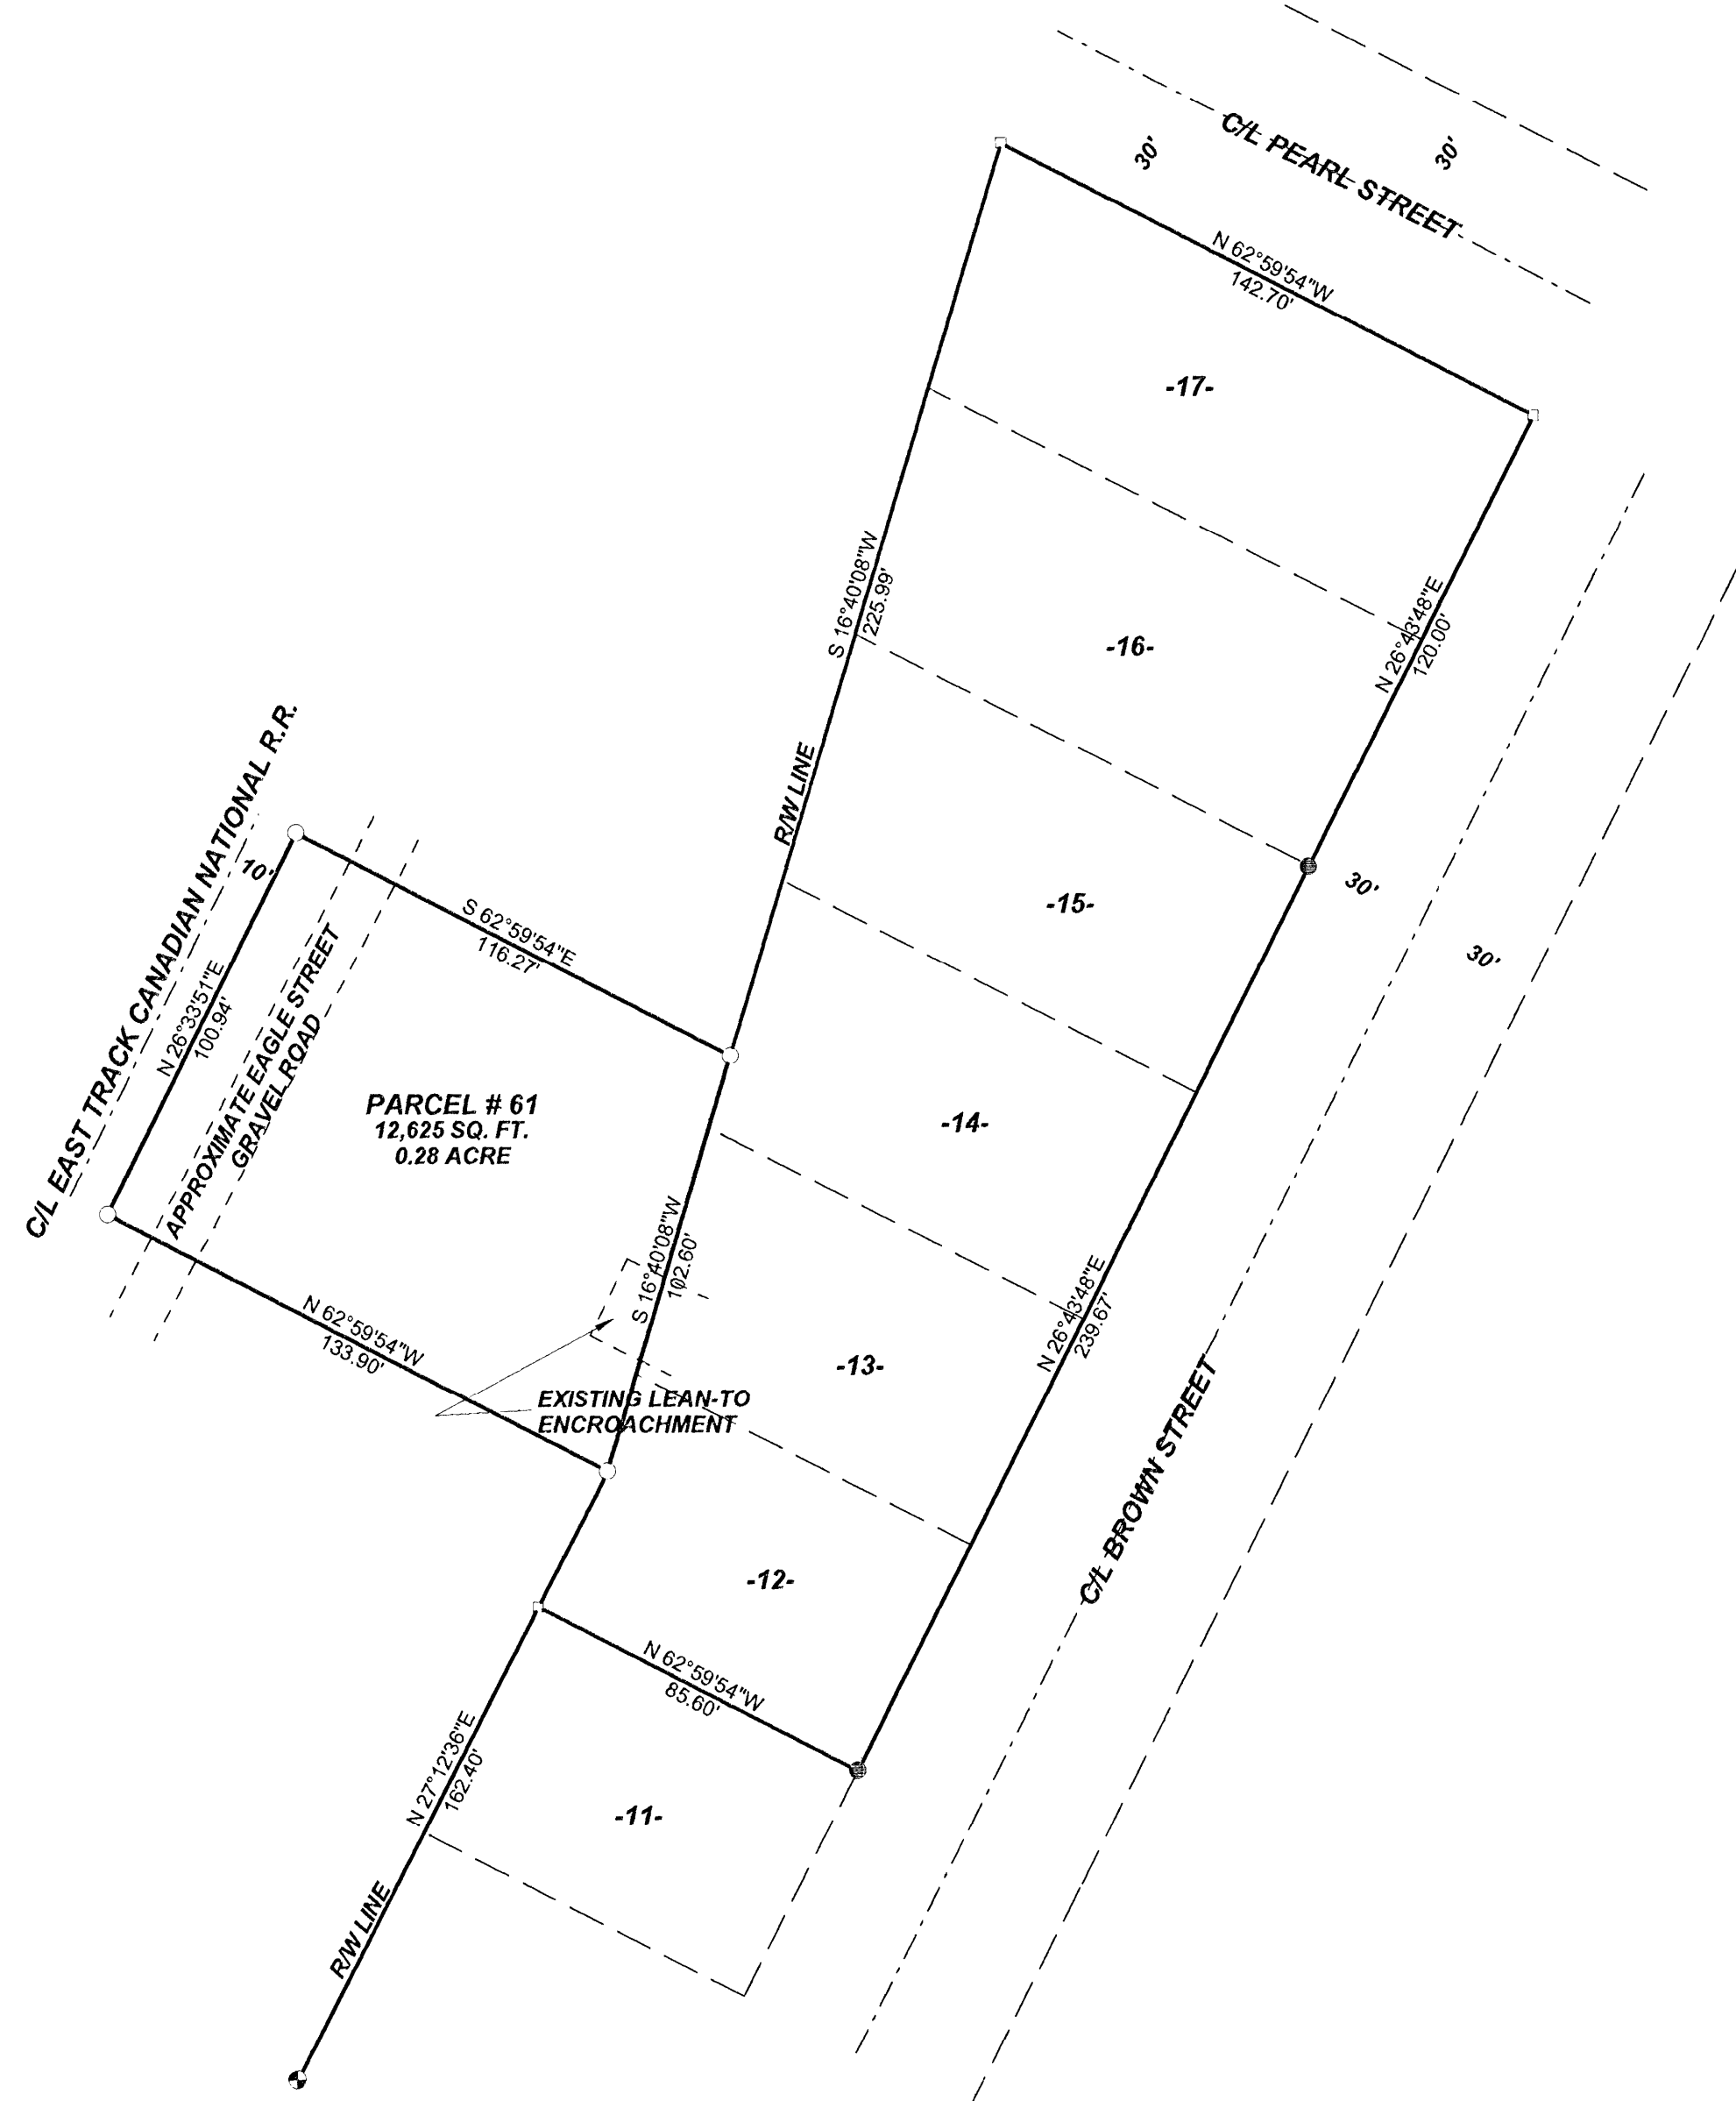 C/L PEARL STREET
30'
30'
N 62°59'54"W
142.70'
-17-
S 16°40'08"W
225.99'
N 26°43'48"E
120.00'
-16-
R/W LINE
C/L EAST TRACK CANADIAN NATIONAL R.R.
10'
30'
-15-
30'
S 62°59'54"E
116.27'
N 26°33'51"E
100.94'
APPROXIMATE EAGLE STREET
GRAVEL ROAD
PARCEL # 61
12,625 SQ. FT.
0.28 ACRE
-14-
S 16°40'08"W
102.60'
N 26°43'48"E
239.67'
N 62°59'54"W
133.90'
-13-
EXISTING LEAN-TO
ENCROACHMENT
C/L BROWN STREET
-12-
N 62°59'54"W
85.60'
N 27°12'36"E
162.40'
-11-
R/W LINE